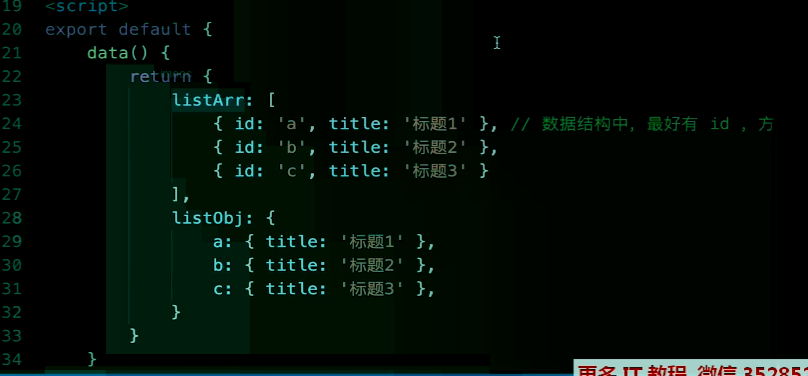 19 <script>
20 export default {
21 data() {
22 return {
23 listArr: [
24 { id: 'a', title: '标题1' }, // 数据结构中, 最好有 id , 方
25 { id: 'b', title: '标题2' },
26 { id: 'c', title: '标题3' }
27 ],
28 listObj: {
29 a: { title: '标题1' },
30 b: { title: '标题2' },
31 c: { title: '标题3' },
32 }
33 }
34 }
更多 IT 教程 微信 352852